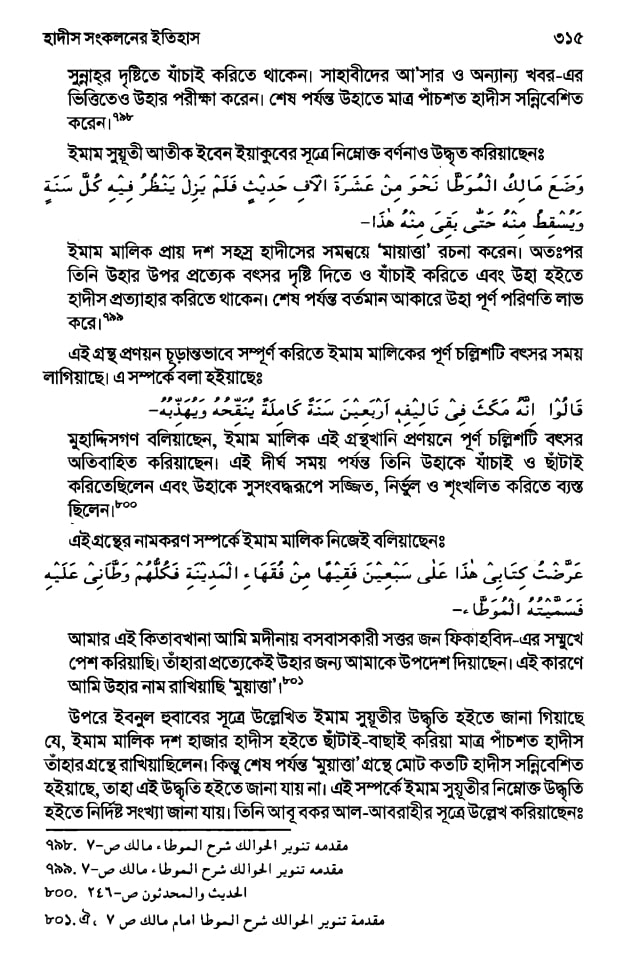 হাদীস সংকলনের ইতিহাস ৩১৫
সুন্নাহ্‌র দৃষ্টিতে যাঁচাই করিতে থাকেন। সাহাবীদের আ'সার ও অন্যান্য খবর-এর
ভিত্তিতেও উহার পরীক্ষা করেন। শেষ পর্যন্ত উহাতে মাত্র পাঁচশত হাদীস সন্নিবেশিত
করেন।৭৯৮
ইমাম সুয়ূতী আতীক ইবেন ইয়াকুবের সূত্রে নিম্নোক্ত বর্ণনাও উদ্ধৃত করিয়াছেনঃ
وَضَعَ مَالِكُ الْمُوَطَّا نَحْوَ مِنْ عَشَرَةَ الْآفِ حَدِيْثٍ فَلَمْ يَزِلْ يَنْظُرُ فِيْهِ كُلَّ سَنَةٍ
وَيُسْقِطُ مِنْهُ حَتّٰى بَقِىَ مِنْهُ هٰذَا-
ইমাম মালিক প্রায় দশ সহস্র হাদীসের সমন্বয়ে 'মায়াত্তা' রচনা করেন। অতঃপর
তিনি উহার উপর প্রত্যেক বৎসর দৃষ্টি দিতে ও যাঁচাই করিতে এবং উহা হইতে
হাদীস প্রত্যাহার করিতে থাকেন। শেষ পর্যন্ত বর্তমান আকারে উহা পূর্ণ পরিণতি লাভ
করে।৭৯৯
এই গ্রন্থ প্রণয়ন চূড়ান্তভাবে সম্পূর্ণ করিতে ইমাম মালিকের পূর্ণ চল্লিশটি বৎসর সময়
লাগিয়াছে। এ সম্পর্কে বলা হইয়াছেঃ
قَالُوْا اِنَّهُ مَكَثَ فِىْ تَالِيْفِهٖ اَرْبَعِيْنَ سَنَةً كَامِلَةً يُنَقِّحُهُ وَيُهَذِّبُهُ-
মুহাদ্দিসগণ বলিয়াছেন, ইমাম মালিক এই গ্রন্থখানি প্রণয়নে পূর্ণ চল্লিশটি বৎসর
অতিবাহিত করিয়াছেন। এই দীর্ঘ সময় পর্যন্ত তিনি উহাকে যাঁচাই ও ছাঁটাই
করিতেছিলেন এবং উহাকে সুসংবদ্ধরূপে সজ্জিত, নির্ভুল ও শৃংখলিত করিতে ব্যস্ত
ছিলেন।৮০০
এই গ্রন্থের নামকরণ সম্পর্কে ইমাম মালিক নিজেই বলিয়াছেনঃ
عَرَّضْتُ كِتَابِىْ هٰذَا عَلٰى سَبْعِيْنَ فَقِيْهًا مِنْ فُقَهَاءِ الْمَدِيْنَةِ فَكُلُّهُمْ وَطَّانِىْ عَلَيْهِ
فَسَمَّيْتُهُ الْمُوَطَّاءَ-
আমার এই কিতাবখানা আমি মদীনায় বসবাসকারী সত্তর জন ফিকাহবিদ-এর সম্মুখে
পেশ করিয়াছি। তাঁহারা প্রত্যেকেই উহার জন্য আমাকে উপদেশ দিয়াছেন। এই কারণে
আমি উহার নাম রাখিয়াছি 'মুয়াত্তা'।৮০১
উপরে ইবনুল হুবাবের সূত্রে উল্লেখিত ইমাম সুয়ূতীর উদ্ধৃতি হইতে জানা গিয়াছে
যে, ইমাম মালিক দশ হাজার হাদীস হইতে ছাঁটাই-বাছাই করিয়া মাত্র পাঁচশত হাদীস
তাঁহার গ্রন্থে রাখিয়াছিলেন। কিন্তু শেষ পর্যন্ত 'মুয়াত্তা' গ্রন্থে মোট কতটি হাদীস সন্নিবেশিত
হইয়াছে, তাহা এই উদ্ধৃতি হইতে জানা যায় না। এই সম্পর্কে ইমাম সুয়ূতীর নিম্নোক্ত উদ্ধৃতি
হইতে নির্দিষ্ট সংখ্যা জানা যায়। তিনি আবূ বকর আল-আবরাহীর সূত্রে উল্লেখ করিয়াছেনঃ
৭৯৮. مقدمه تنوير الحوالك شرح الموطاء مالك ص-٧
৭৯৯. مقدمه تنوير الحوالك شرح الموطاء مالك ص-٧
৮০০. الحديث والمحدثون ص-٢٤٦
৮০১. ঐ، مقدمة تنوير الحوالك شرح الموطا امام مالك ص ٧